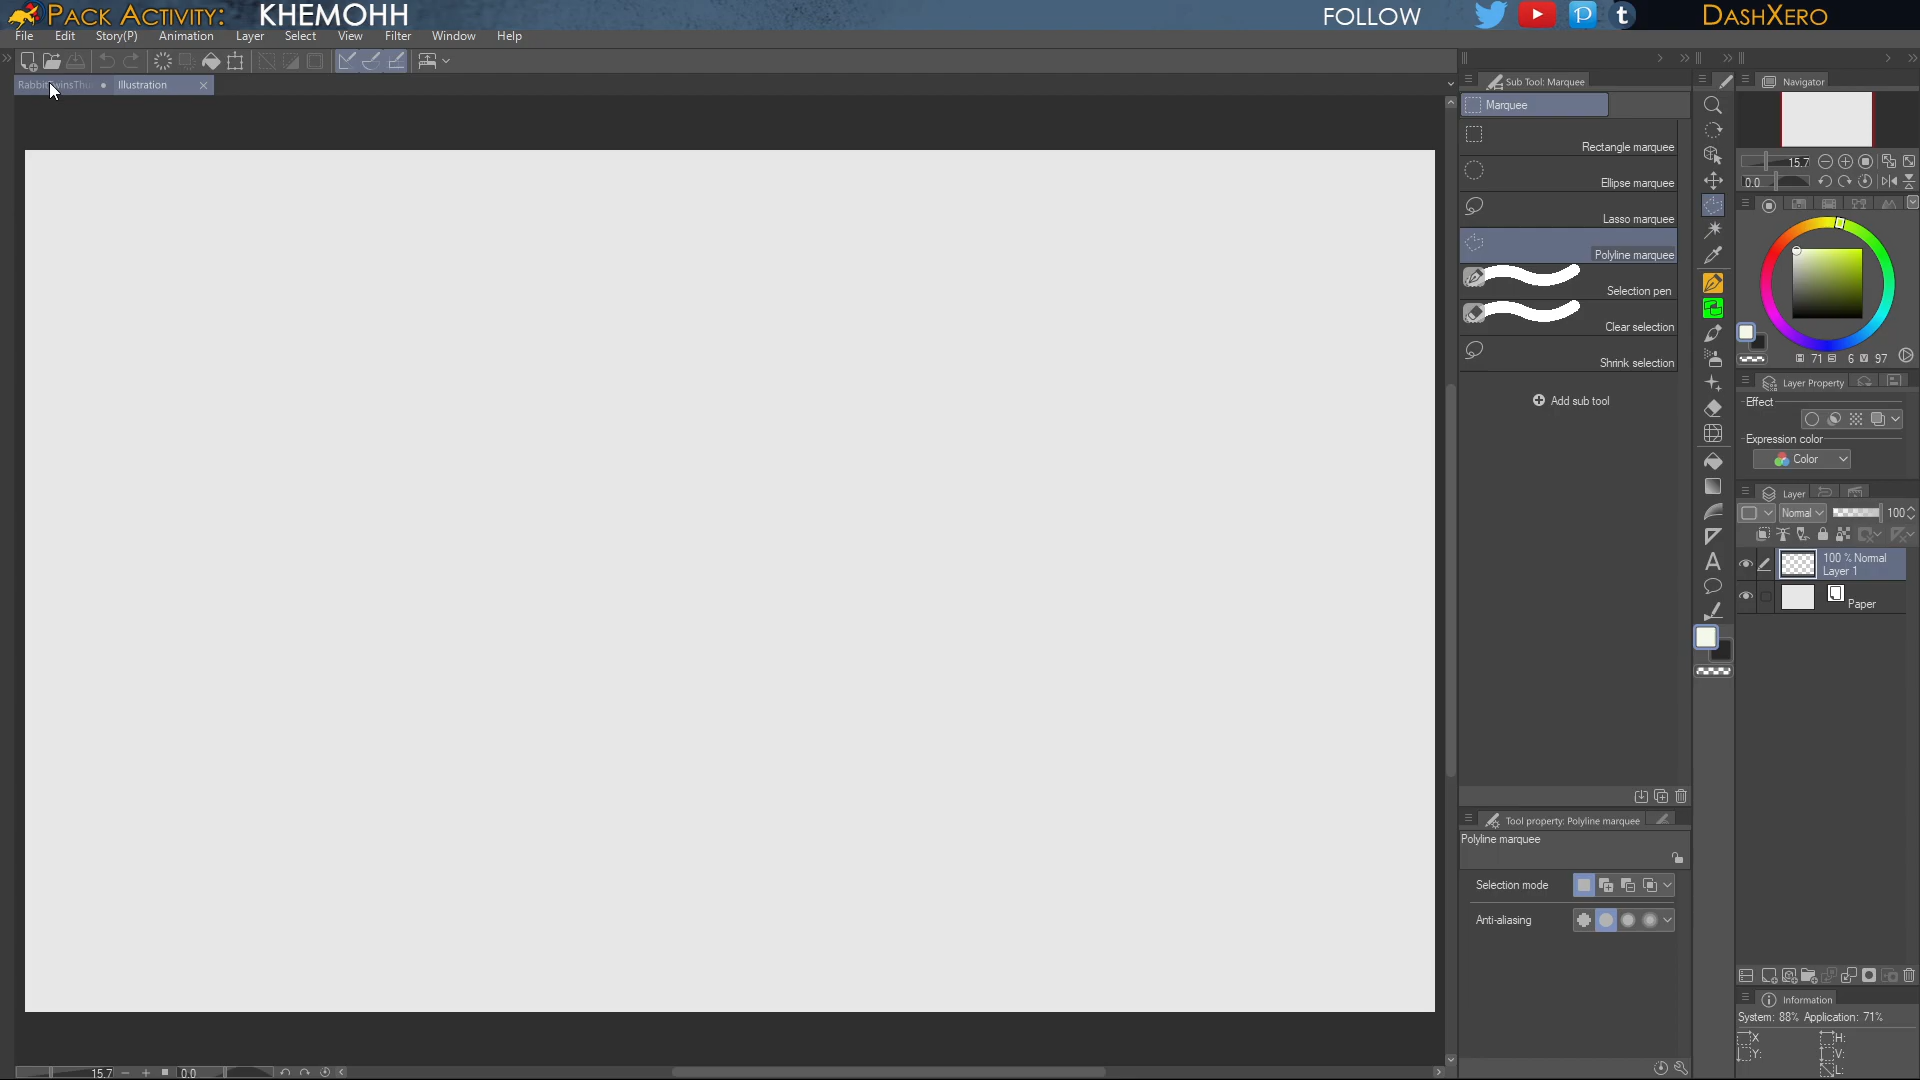 PACK ACTIVITY: KHEMOHH FOLLOW DASHXERO
File Edit Story(P) Animation Layer Select View Filter Window Help
Illustration
Sub Tool: Marquee
Navigator
Marquee
Rectangle marquee
Ellipse marquee
Lasso marquee
Polyline marquee
Selection pen
Clear selection
Shrink selection
Add sub tool
15.7
0.0
71 6 97
Layer Property
Effect
Expression color
Color
Layer
Normal 100
100 % Normal
Layer 1
Paper
Tool property: Polyline marquee
Polyline marquee
Selection mode
Anti-aliasing
Information
System: 88% Application: 71%
X H:
Y: V:
L:
15.7 0.0